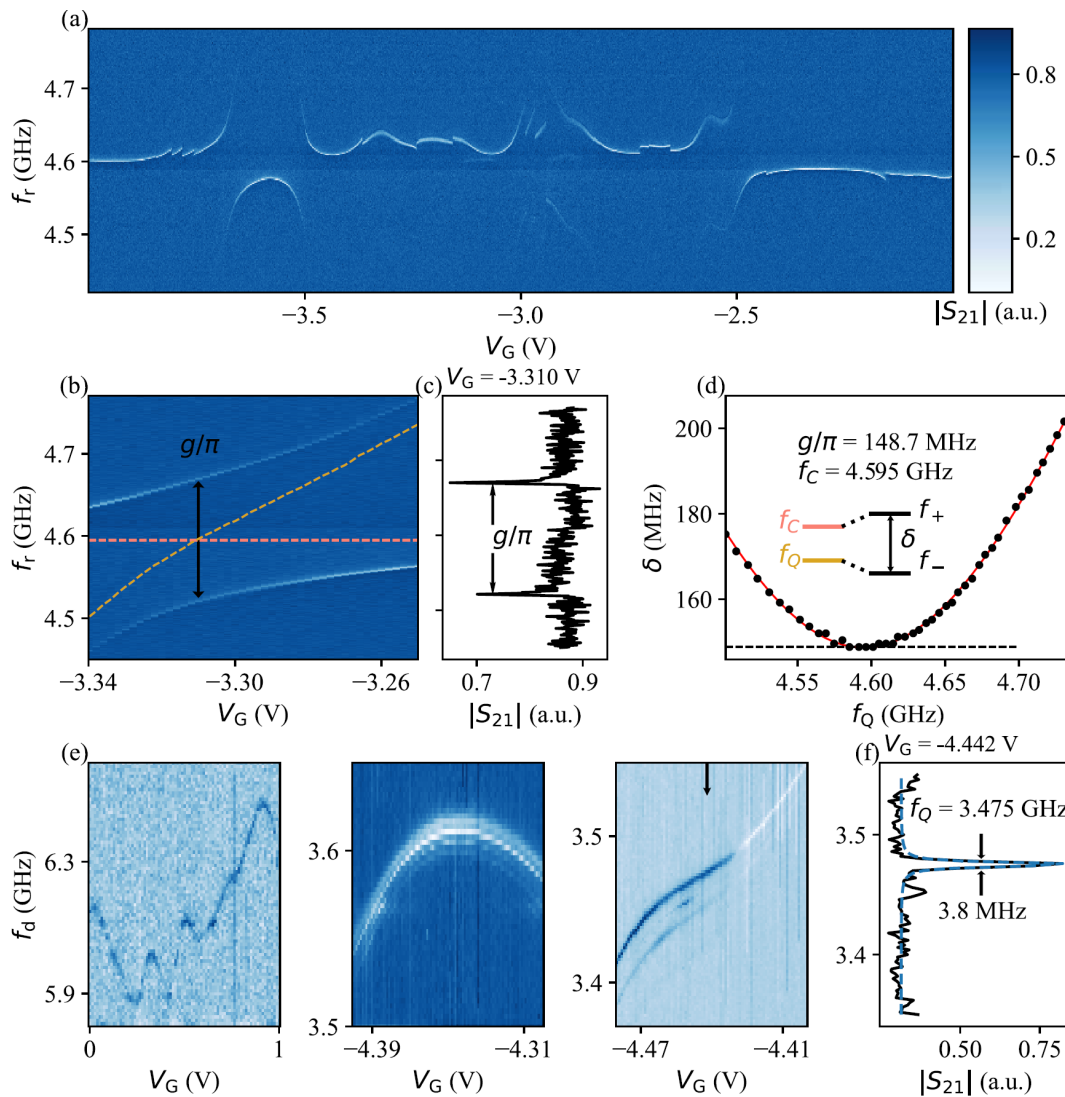 (a)
4.7
4.6
4.5
f_r (GHz)
−3.5
−3.0
−2.5
V_G (V)
0.8
0.6
0.4
0.2
|S_21| (a.u.)
(b)
g/π
4.7
4.6
4.5
f_r (GHz)
−3.34
−3.30
−3.26
V_G (V)
(c)
V_G = -3.310 V
g/π
0.7
0.9
|S_21| (a.u.)
(d)
g/π = 148.7 MHz
f_C = 4.595 GHz
f_C
f_Q
f_+
δ
f_−
200
180
160
δ (MHz)
4.55
4.60
4.65
4.70
f_Q (GHz)
(e)
6.3
5.9
f_d (GHz)
0
1
V_G (V)
3.6
3.5
−4.39
−4.31
V_G (V)
3.5
3.4
−4.47
−4.41
V_G (V)
(f)
V_G = -4.442 V
f_Q = 3.475 GHz
3.8 MHz
3.5
3.4
0.50
0.75
|S_21| (a.u.)